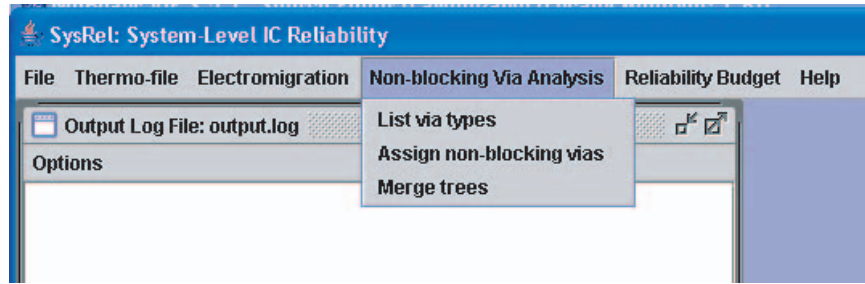 SysRel: System-Level IC Reliability
File Thermo-file Electromigration Non-blocking Via Analysis Reliability Budget Help
Output Log File: output.log
List via types
Options
Assign non-blocking vias
Merge trees